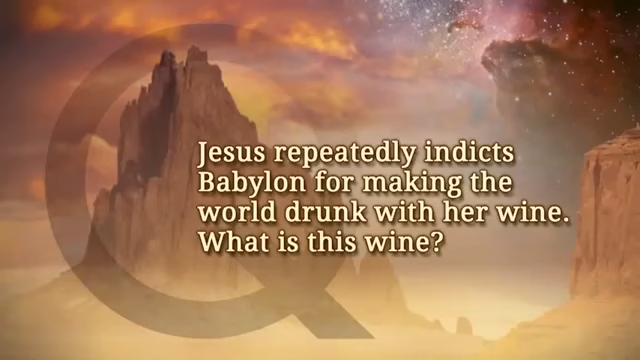 Jesus repeatedly indicts
Babylon for making the
world drunk with her wine.
What is this wine?